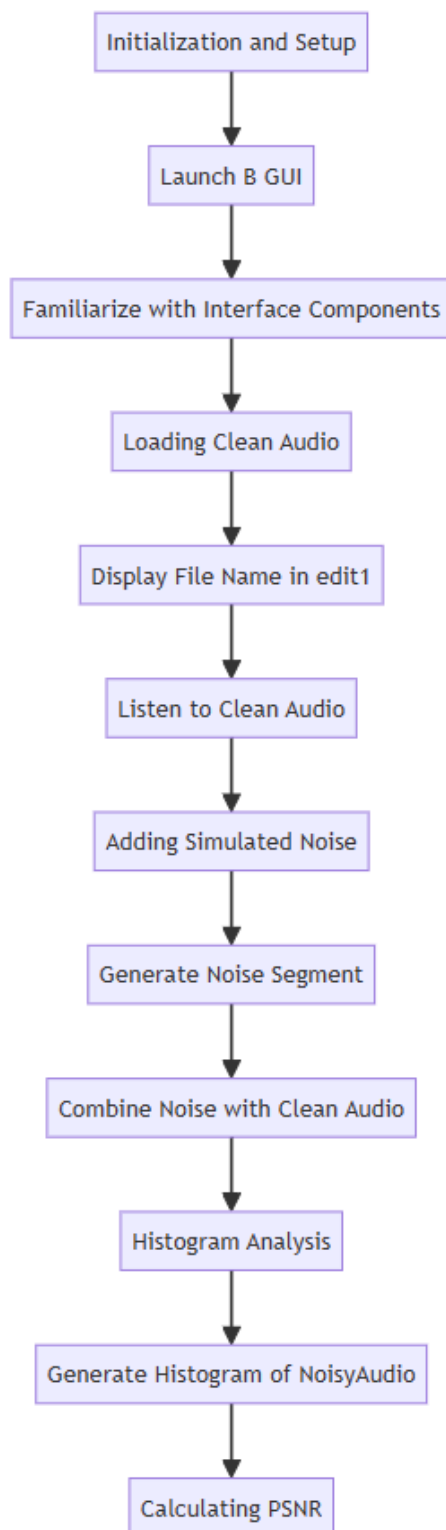 Initialization and Setup
Launch B GUI
Familiarize with Interface Components
Loading Clean Audio
Display File Name in edit1
Listen to Clean Audio
Adding Simulated Noise
Generate Noise Segment
Combine Noise with Clean Audio
Histogram Analysis
Generate Histogram of NoisyAudio
Calculating PSNR